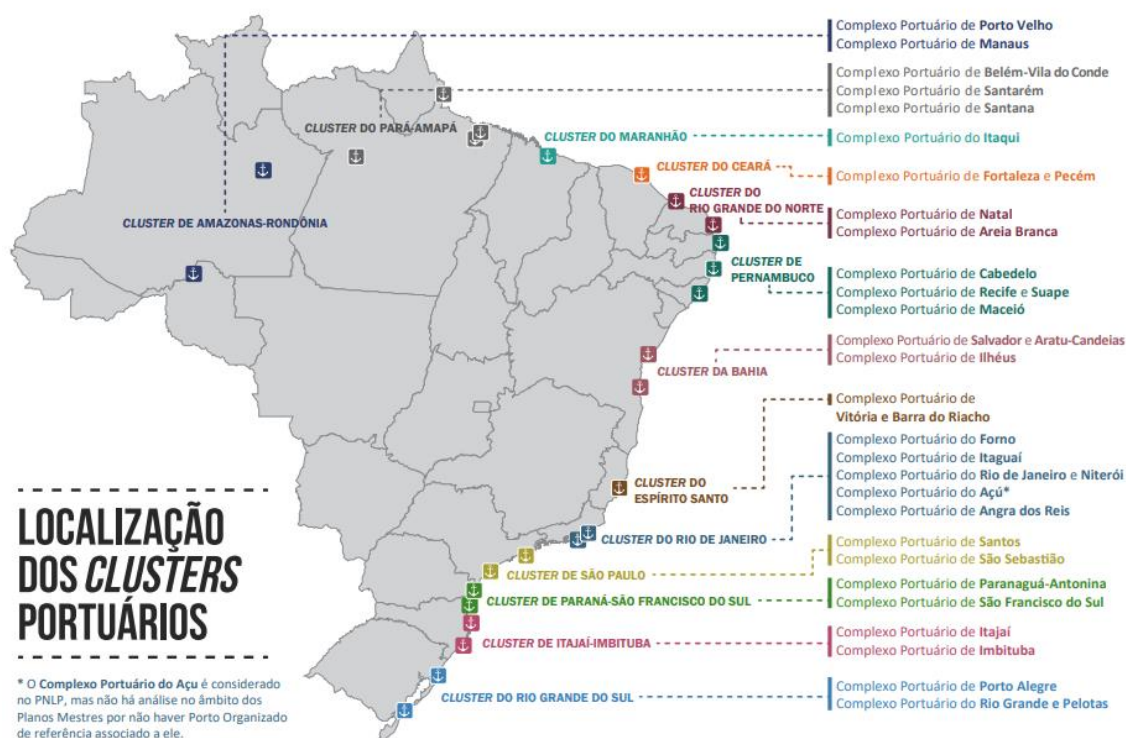 Complexo Portuário de Porto Velho
Complexo Portuário de Manaus
Complexo Portuário de Belém-Vila do Conde
Complexo Portuário de Santarém
Complexo Portuário de Santana
CLUSTER DO PARÁ-AMAPÁ
CLUSTER DO MARANHÃO
Complexo Portuário do Itaqui
CLUSTER DO CEARÁ
Complexo Portuário de Fortaleza e Pecém
CLUSTER DO
RIO GRANDE DO NORTE
Complexo Portuário de Natal
Complexo Portuário de Areia Branca
CLUSTER DE AMAZONAS-RONDÔNIA
CLUSTER DE
PERNAMBUCO
Complexo Portuário de Cabedelo
Complexo Portuário de Recife e Suape
Complexo Portuário de Maceió
Complexo Portuário de Salvador e Aratu-Candeias
Complexo Portuário de Ilhéus
CLUSTER DA BAHIA
Complexo Portuário de
Vitória e Barra do Riacho
CLUSTER DO
ESPÍRITO SANTO
Complexo Portuário do Forno
Complexo Portuário de Itaguaí
Complexo Portuário do Rio de Janeiro e Niterói
Complexo Portuário do Açú*
Complexo Portuário de Angra dos Reis
CLUSTER DO RIO DE JANEIRO
Complexo Portuário de Santos
Complexo Portuário de São Sebastião
CLUSTER DE SÃO PAULO
Complexo Portuário de Paranaguá-Antonina
Complexo Portuário de São Francisco do Sul
CLUSTER DE PARANÁ-SÃO FRANCISCO DO SUL
Complexo Portuário de Itajaí
Complexo Portuário de Imbituba
CLUSTER DE ITAJAÍ-IMBITUBA
Complexo Portuário de Porto Alegre
Complexo Portuário do Rio Grande e Pelotas
CLUSTER DO RIO GRANDE DO SUL
LOCALIZAÇÃO
DOS CLUSTERS
PORTUÁRIOS
* O Complexo Portuário do Açu é considerado
no PNLP, mas não há análise no âmbito dos
Planos Mestres por não haver Porto Organizado
de referência associado a ele.